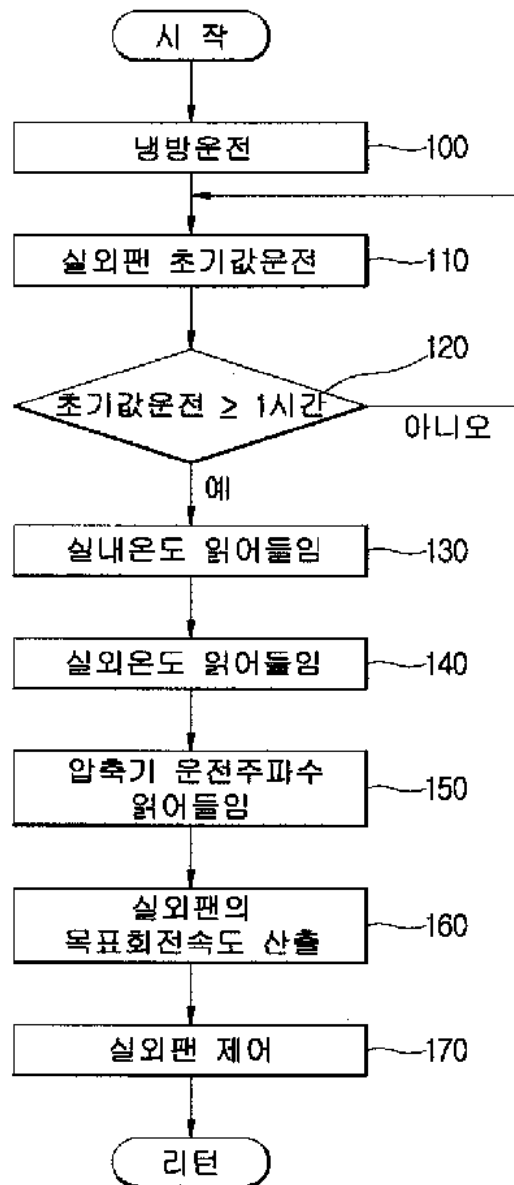 시 작
냉방운전
100
실외팬 초기값운전
110
120
초기값운전 ≥ 1시간
아니오
예
실내온도 읽어들임
130
실외온도 읽어들임
140
압축기 운전주파수
읽어들임
150
실외팬의
목표회전속도 산출
160
실외팬 제어
170
리턴